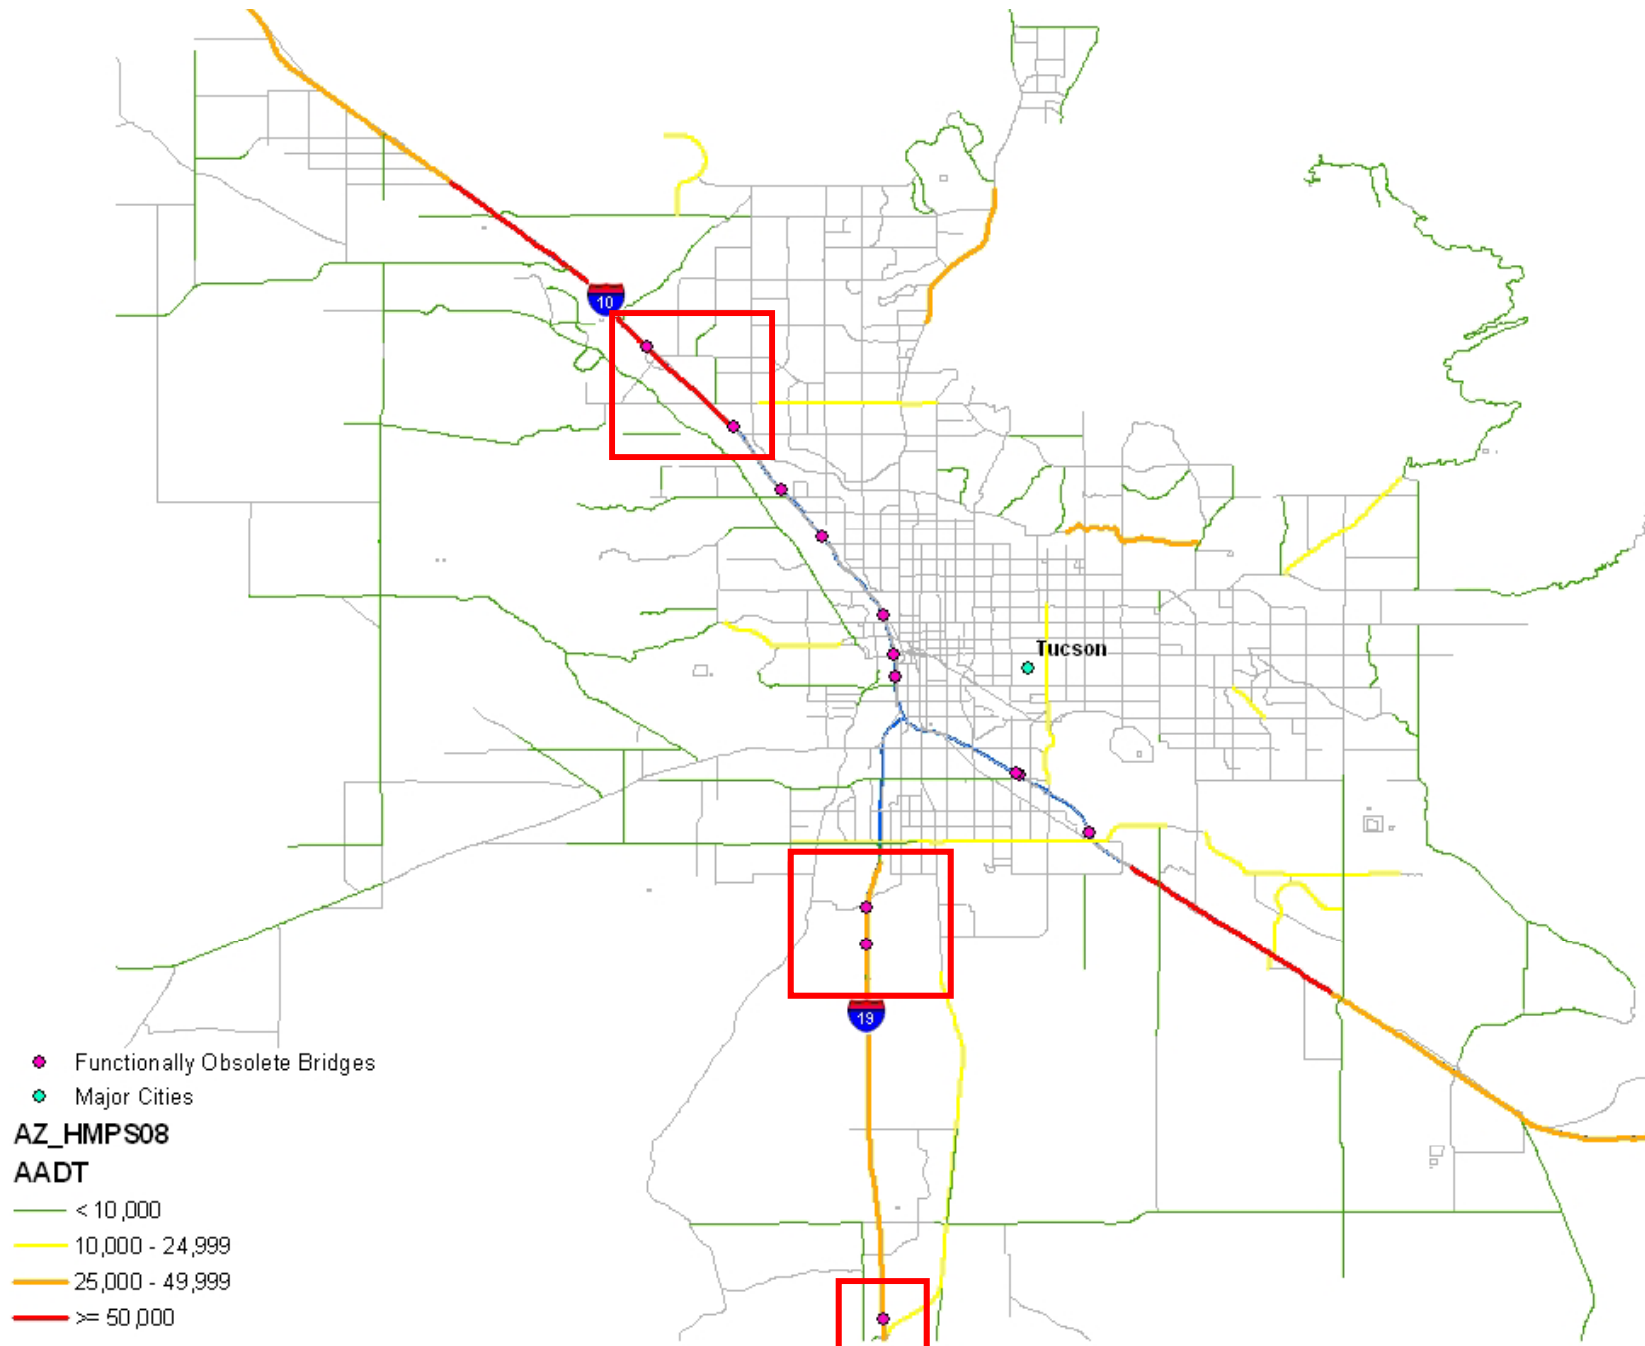 10
Tucson
19
Functionally Obsolete Bridges
Major Cities
AZ_HMPS08
AADT
< 10,000
10,000 - 24,999
25,000 - 49,999
>= 50,000